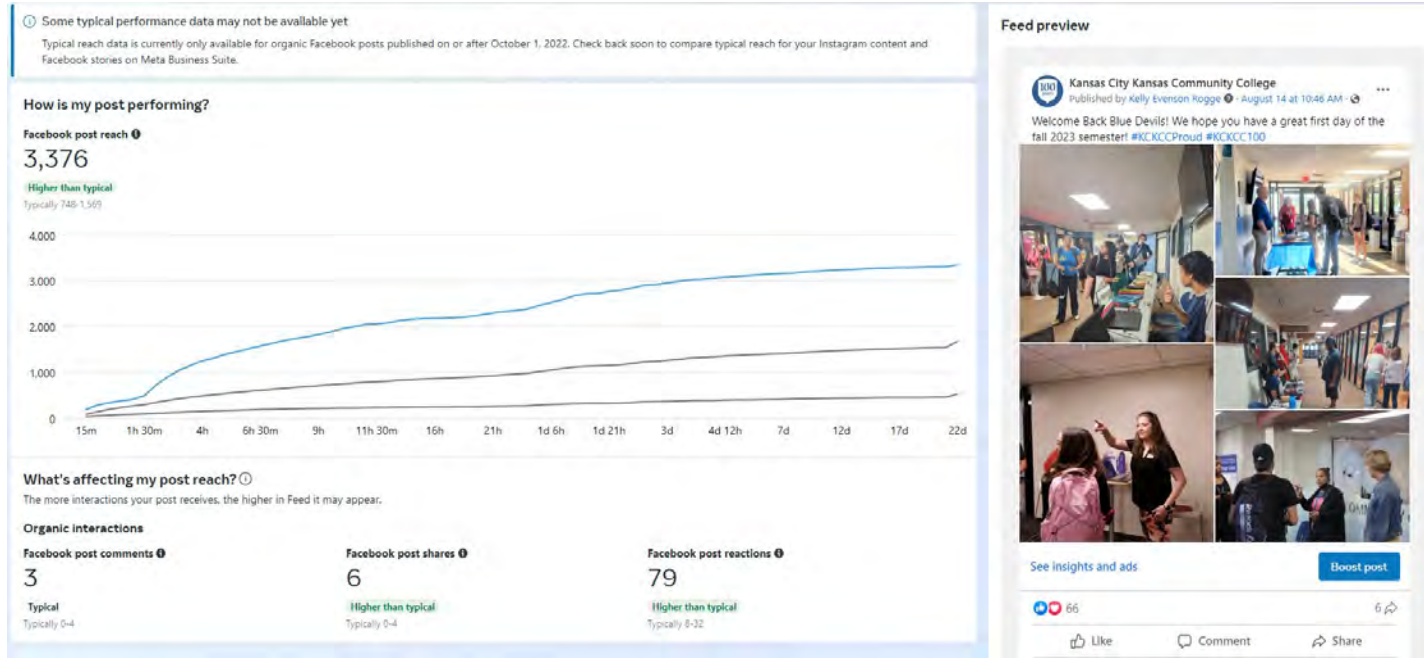 Some typical performance data may not be available yet
Typical reach data is currently only available for organic Facebook posts published on or after October 1, 2022. Check back soon to compare typical reach for your Instagram content and
Facebook stories on Meta Business Suite.
How is my post performing?
Facebook post reach
3,376
Higher than typical
Typically 748-1,569
4,000
3,000
2,000
1,000
0
15m 1h 30m 4h 6h 30m 9h 11h 30m 16h 21h 1d 6h 1d 21h 3d 4d 12h 7d 12d 17d 22d
What's affecting my post reach?
The more interactions your post receives, the higher in Feed it may appear.
Organic interactions
Facebook post comments
3
Typical
Typically 0-4
Facebook post shares
6
Higher than typical
Typically 0-4
Facebook post reactions
79
Higher than typical
Typically 8-32
Feed preview
100
Kansas City Kansas Community College
Published by Kelly Evenson Rogge · August 14 at 10:46 AM ·
Welcome Back Blue Devils! We hope you have a great first day of the
fall 2023 semester! #KCKCCProud #KCKCC100
See insights and ads
Boost post
66
6
Like Comment Share